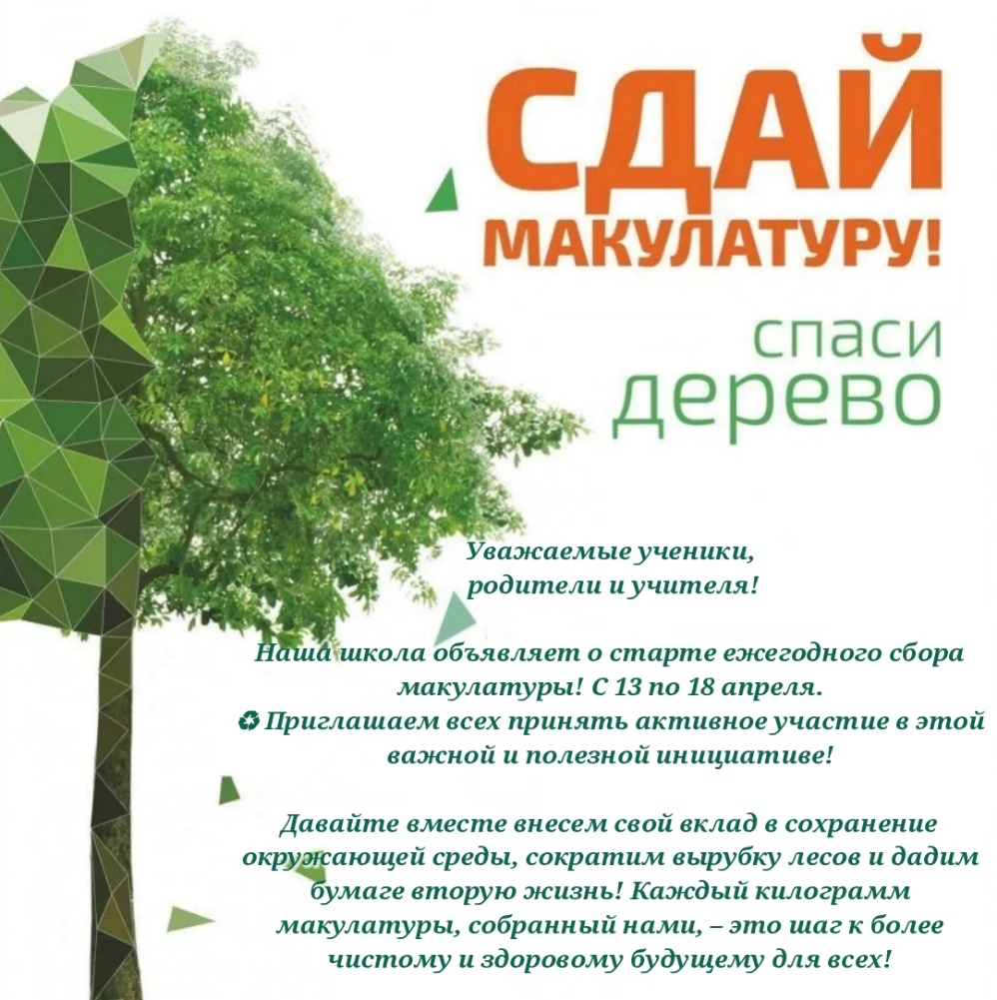 СДАЙ
МАКУЛАТУРУ!
спаси
дерево
Уважаемые ученики,
родители и учителя!
Наша школа объявляет о старте ежегодного сбора
макулатуры! С 13 по 18 апреля.
♻ Приглашаем всех принять активное участие в этой
важной и полезной инициативе!
Давайте вместе внесем свой вклад в сохранение
окружающей среды, сократим вырубку лесов и дадим
бумаге вторую жизнь! Каждый килограмм
макулатуры, собранный нами, – это шаг к более
чистому и здоровому будущему для всех!